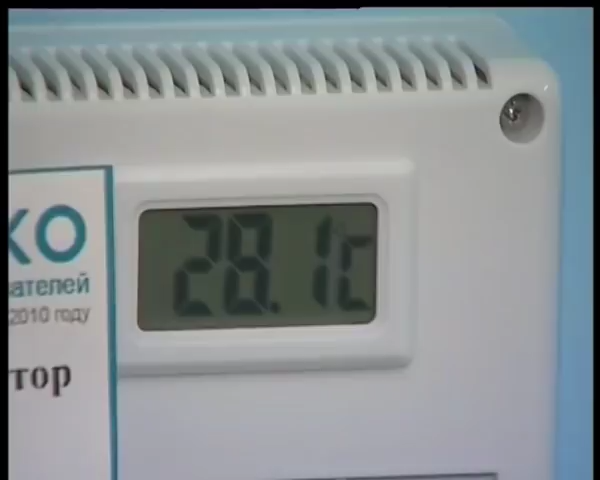 КО
ателей
2010 году
тор
28.1c